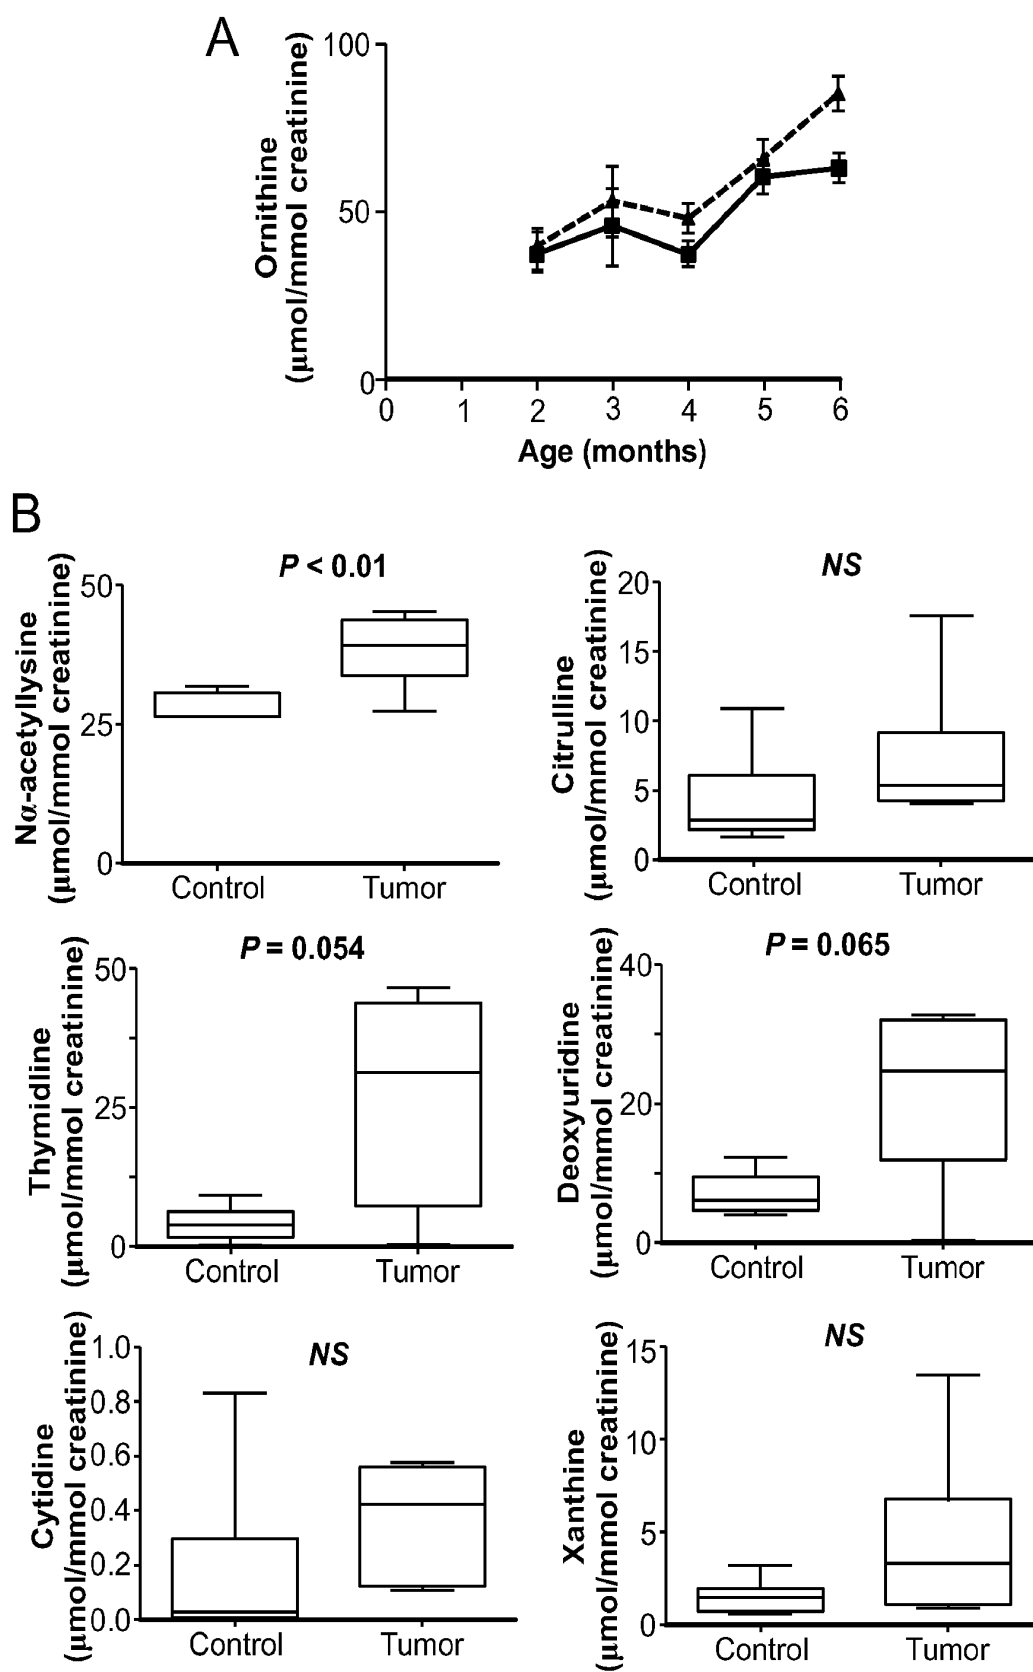 A
Ornithine
(μmol/mmol creatinine)
100
50
0
0 1 2 3 4 5 6
Age (months)
B
P < 0.01
Nα-acetyllysine
(μmol/mmol creatinine)
50
25
0
Control Tumor
NS
Citrulline
(μmol/mmol creatinine)
20
15
10
5
0
Control Tumor
P = 0.054
Thymidline
(μmol/mmol creatinine)
50
25
0
Control Tumor
P = 0.065
Deoxyuridine
(μmol/mmol creatinine)
40
20
0
Control Tumor
NS
Cytidine
(μmol/mmol creatinine)
1.0
0.8
0.6
0.4
0.2
0.0
Control Tumor
NS
Xanthine
(μmol/mmol creatinine)
15
10
5
0
Control Tumor